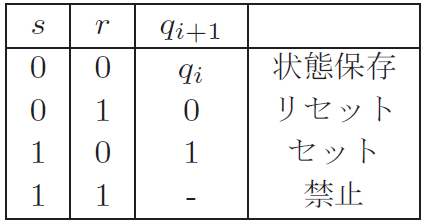 s r q_{i+1}
0 0 q_i 状態保存
0 1 0 リセット
1 0 1 セット
1 1 - 禁止